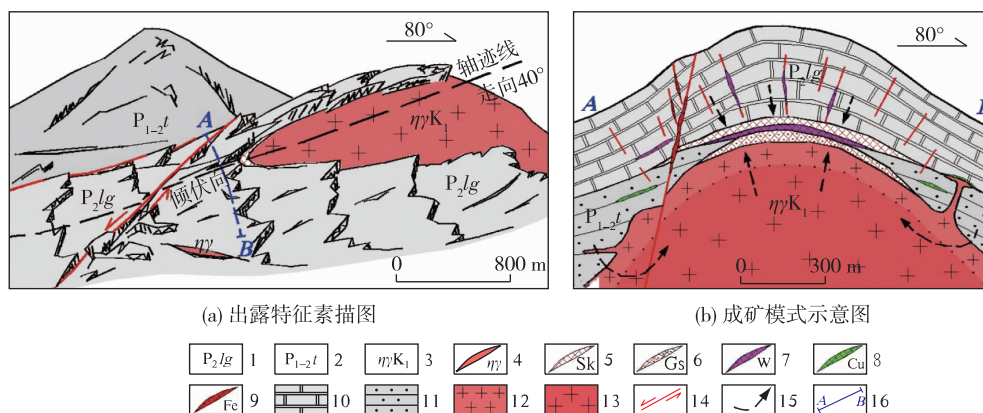 80°
轴迹线
走向40°
A
P₁₋₂t
ηγK₁
P₂lg
倾伏向
P₂lg
B
ηγ
0 800 m
(a) 出露特征素描图
80°
A
P₂lg
P₁₋₂t
ηγK₁
0 300 m
(b) 成矿模式示意图
P₂lg 1 P₁₋₂t 2 ηγK₁ 3 ηγ 4 Sk 5 Gs 6 W 7 Cu 8
Fe 9 10 11 12 13 14 15 A B 16